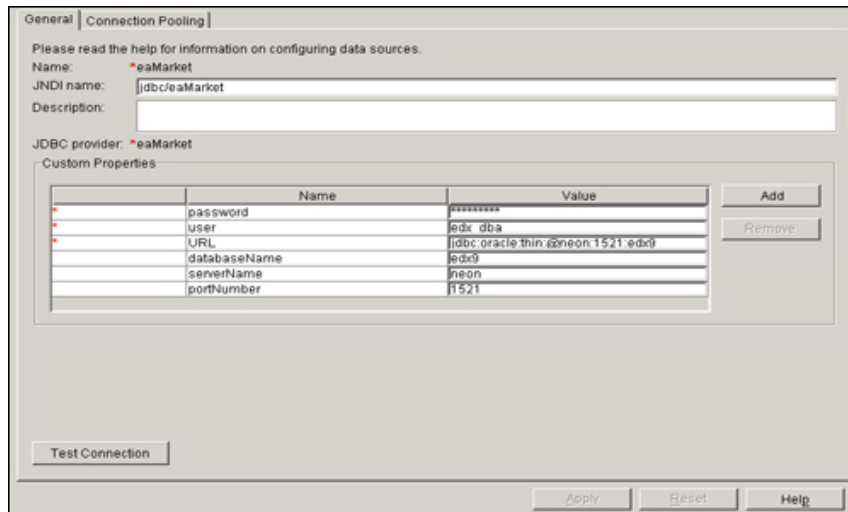 General Connection Pooling
Please read the help for information on configuring data sources.
Name: *eaMarket
JNDI name: jdbc/eaMarket
Description:
JDBC provider: *eaMarket
Custom Properties
Name Value Add
* password *********
* user edx_dba Remove
* URL jdbc:oracle:thin:@neon:1521:edx9
databaseName edx9
serverName neon
portNumber 1521
Test Connection
Apply Reset Help